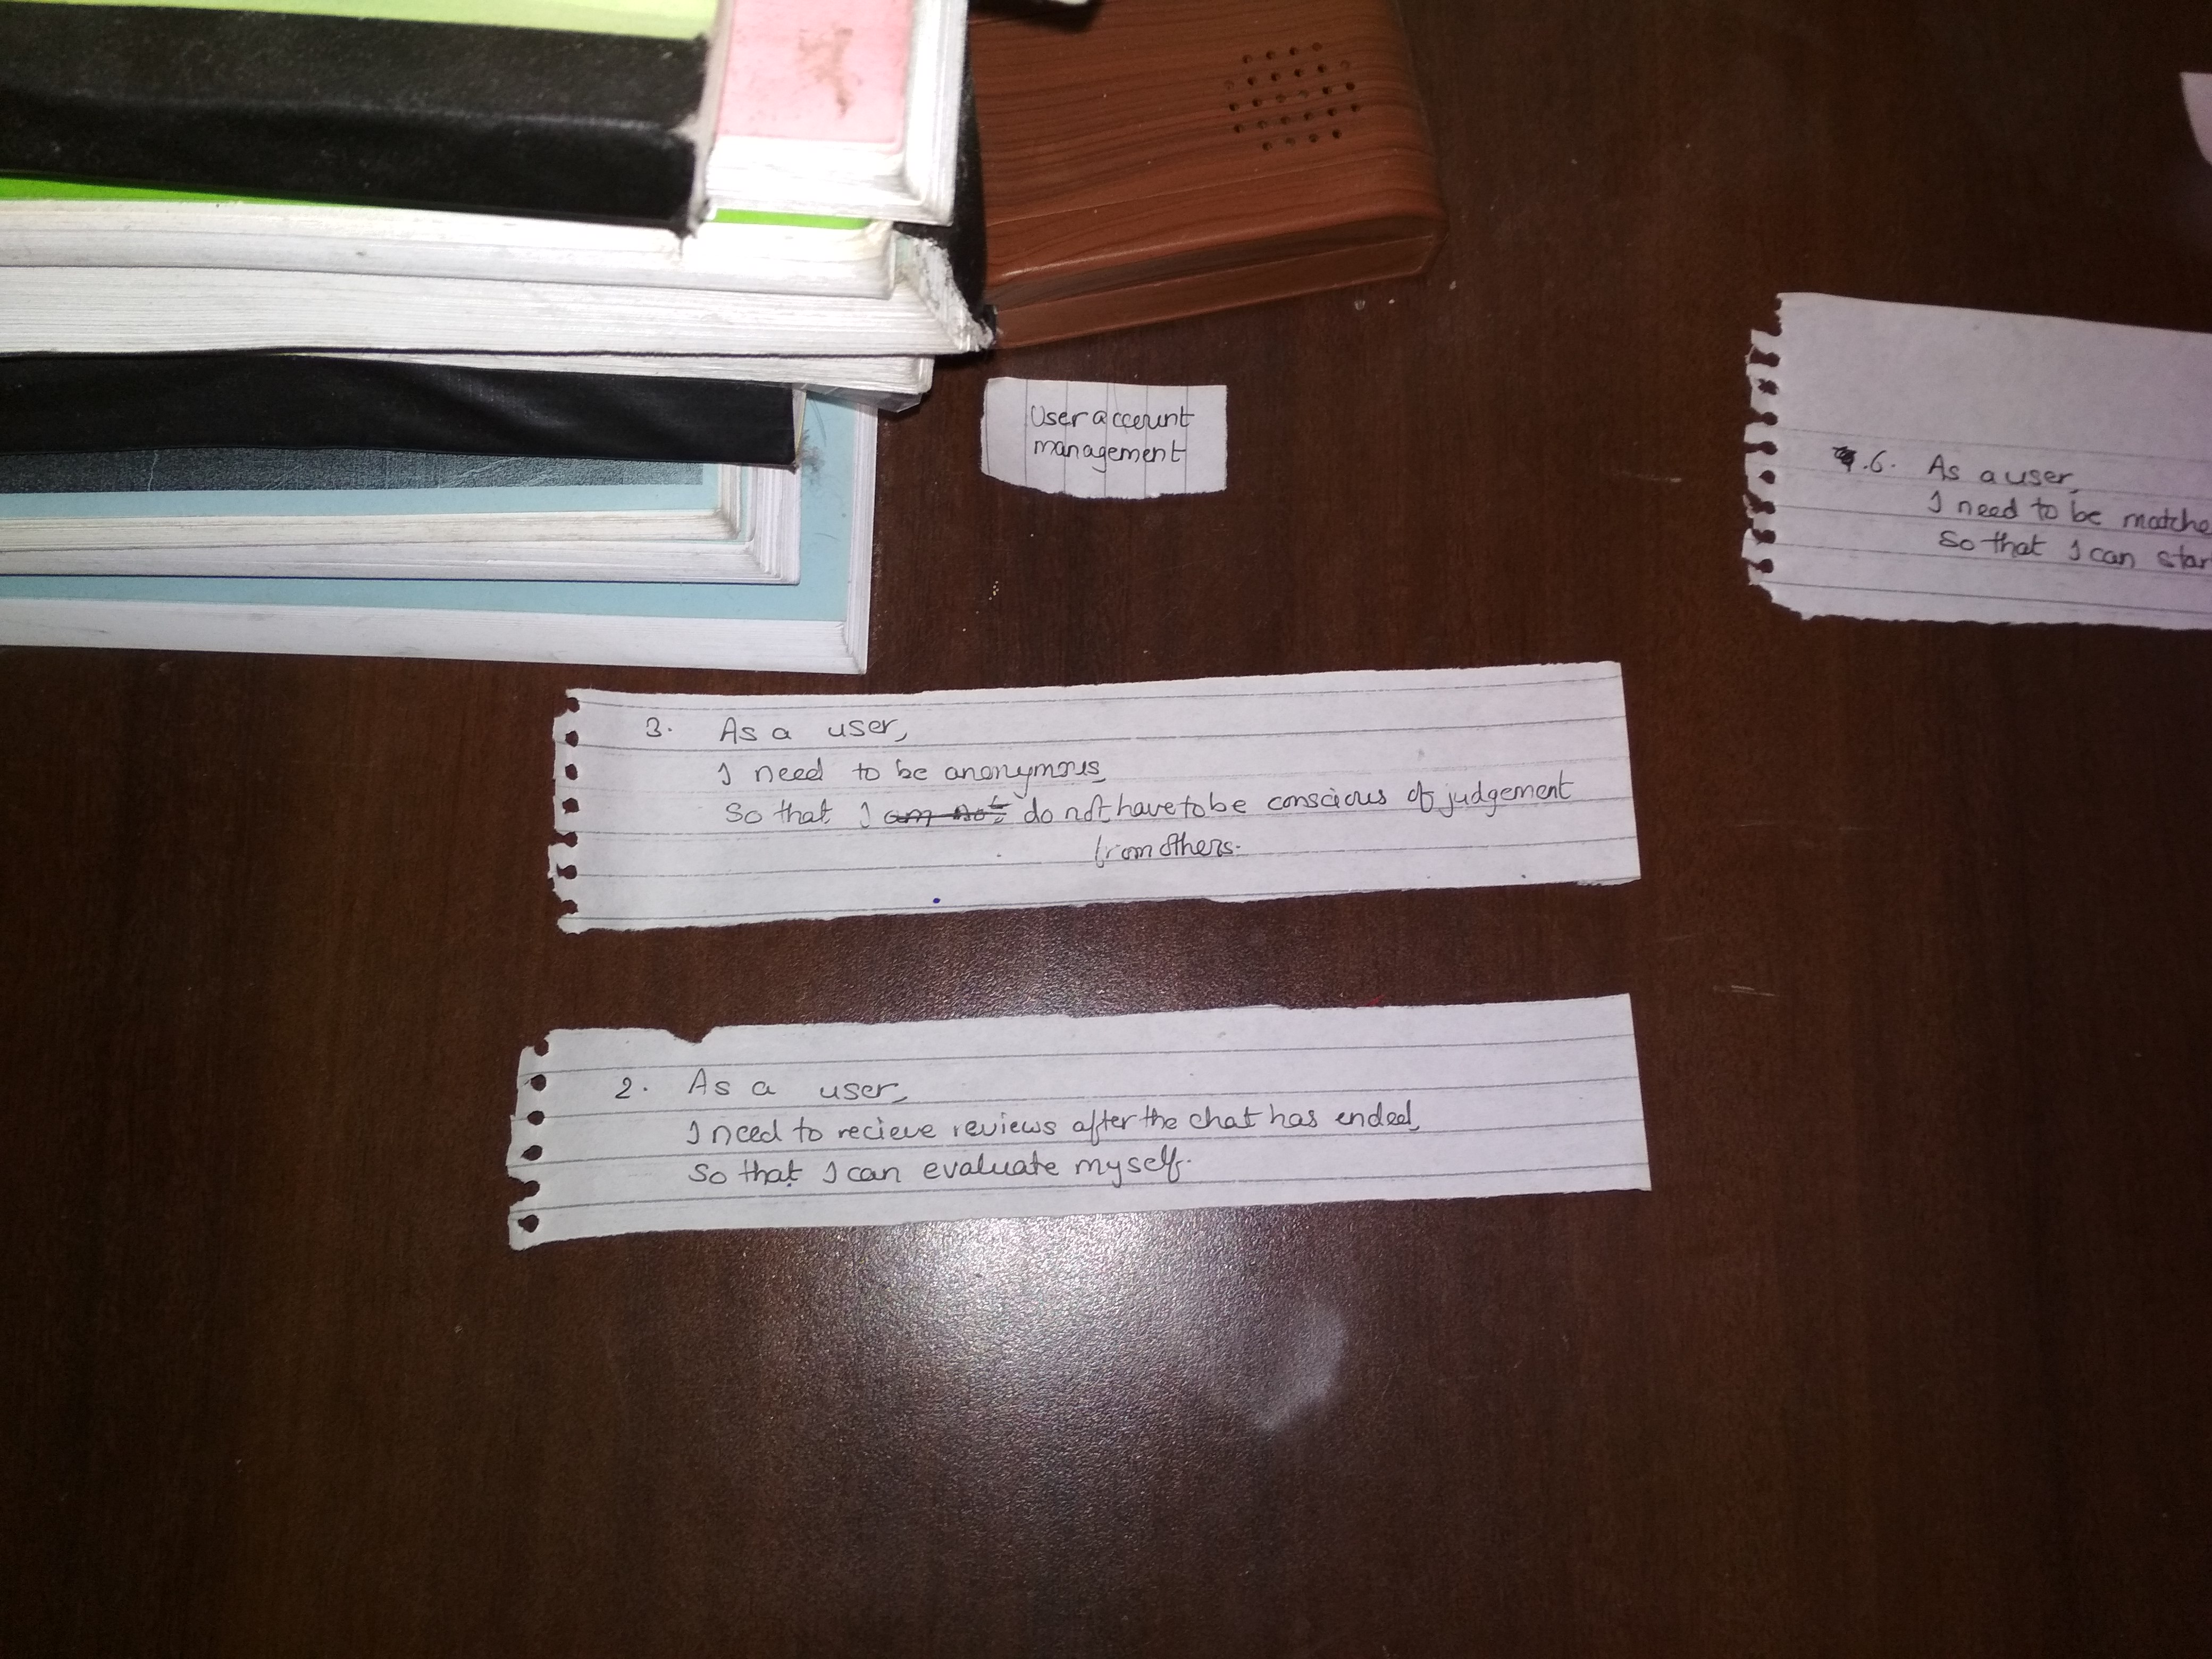 User account
management
3. As a user,
I need to be anonymous,
So that I am not, do not have to be conscious of judgement
from others.
2. As a user,
I need to recieve reviews after the chat has ended,
So that I can evaluate myself.
6. As a user,
I need to be matche
So that I can star